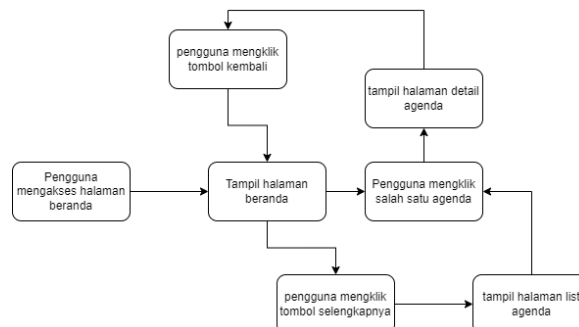 pengguna mengklik
tombol kembali
tampil halaman detail
agenda
Pengguna
mengakses halaman
beranda
Tampil halaman
beranda
Pengguna mengklik
salah satu agenda
pengguna mengklik
tombol selengkapnya
tampil halaman list
agenda